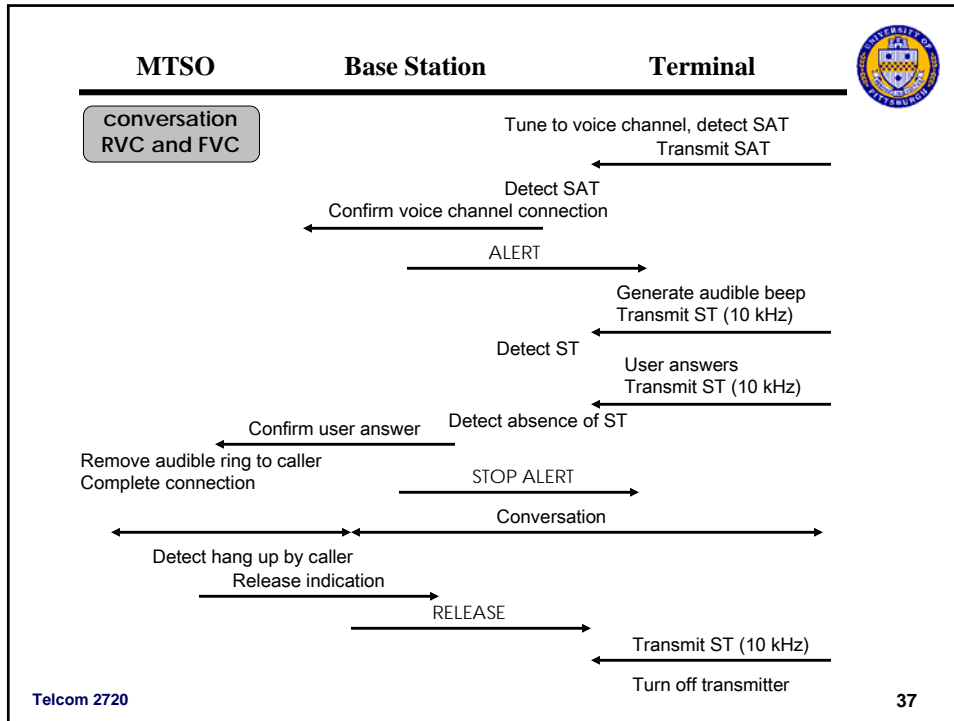 MTSO Base Station Terminal
UNIVERSITY OF
PITTSBURGH
conversation
RVC and FVC
Tune to voice channel, detect SAT
Transmit SAT
Detect SAT
Confirm voice channel connection
ALERT
Generate audible beep
Transmit ST (10 kHz)
Detect ST
User answers
Transmit ST (10 kHz)
Detect absence of ST
Confirm user answer
Remove audible ring to caller
Complete connection
STOP ALERT
Conversation
Detect hang up by caller
Release indication
RELEASE
Transmit ST (10 kHz)
Turn off transmitter
Telcom 2720
37